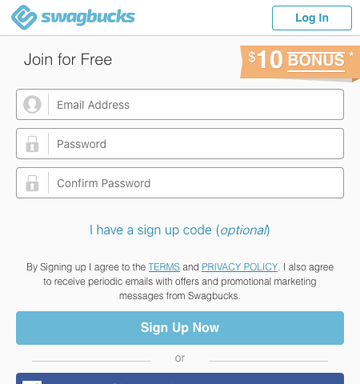 swagbucks
Log In
Join for Free
$10 BONUS*
Email Address
Password
Confirm Password
I have a sign up code (optional)
By Signing up I agree to the TERMS and PRIVACY POLICY. I also agree
to receive periodic emails with offers and promotional marketing
messages from Swagbucks.
Sign Up Now
or